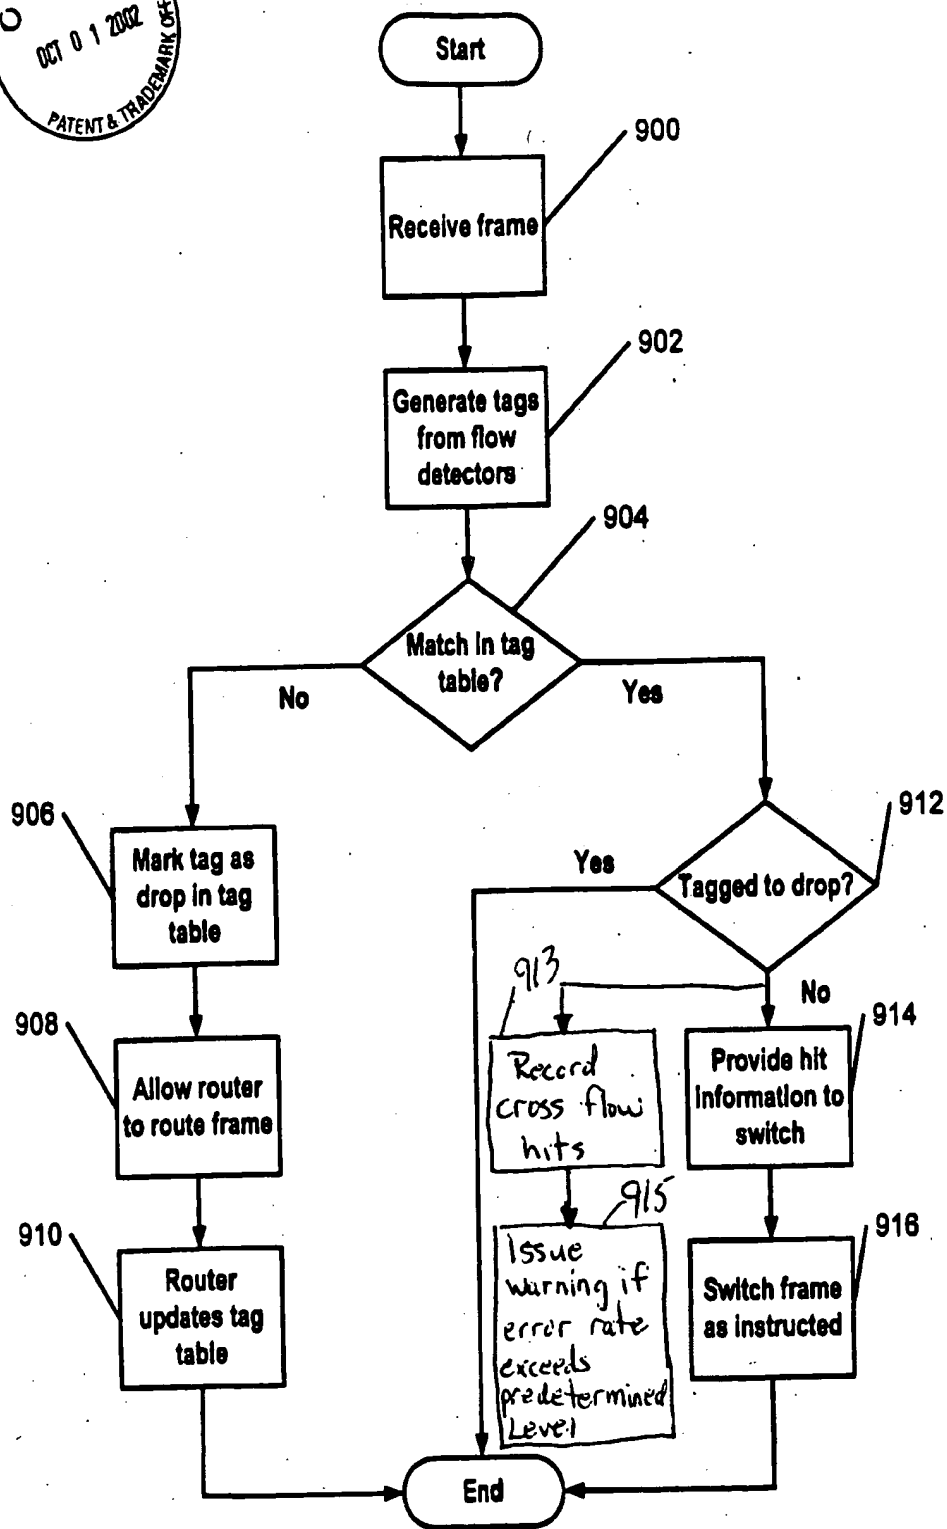 OCT 0 1 2002
PATENT & TRADEMARK OFF
Start
900
Receive frame
902
Generate tags
from flow
detectors
904
Match in tag
table?
No
Yes
906
Mark tag as
drop in tag
table
912
Tagged to drop?
Yes
No
908
Allow router
to route frame
913
Record
cross flow
hits
914
Provide hit
information to
switch
910
Router
updates tag
table
915
Issue
warning if
error rate
exceeds
predetermined
Level
916
Switch frame
as instructed
End